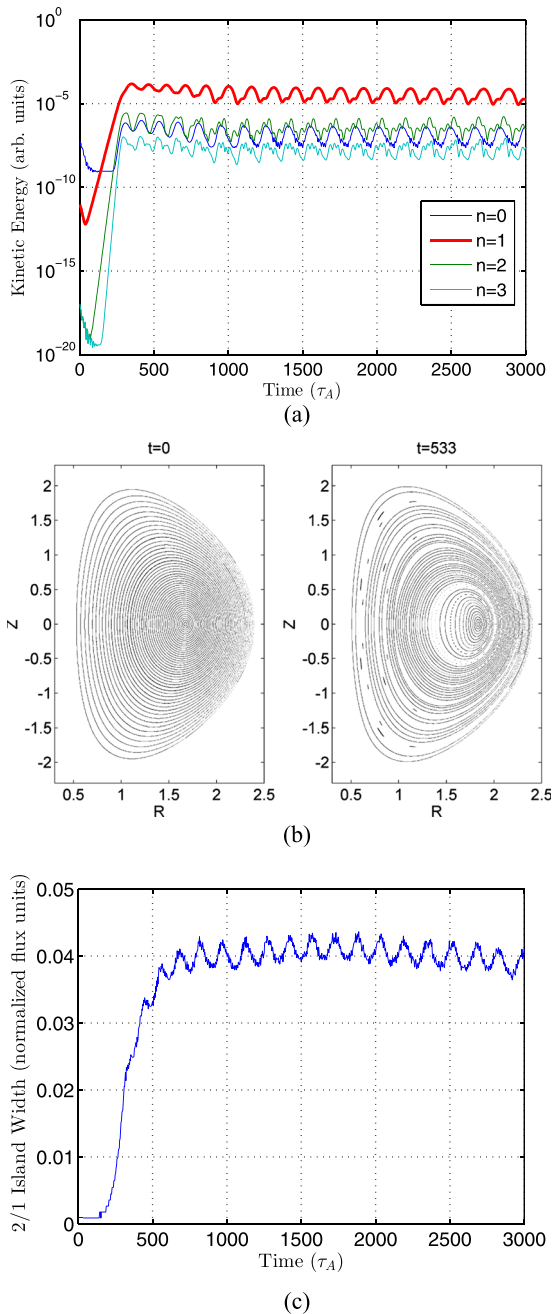 Kinetic Energy (arb. units)
10^0
10^-5
10^-10
10^-15
10^-20
n=0
n=1
n=2
n=3
0 500 1000 1500 2000 2500 3000
Time (τ_A)
(a)
t=0 t=533
Z
2
1.5
1
0.5
0
-0.5
-1
-1.5
-2
0.5 1 1.5 2 2.5
R
Z
2
1.5
1
0.5
0
-0.5
-1
-1.5
-2
0.5 1 1.5 2 2.5
R
(b)
2/1 Island Width (normalized flux units)
0.05
0.04
0.03
0.02
0.01
0
0 500 1000 1500 2000 2500 3000
Time (τ_A)
(c)